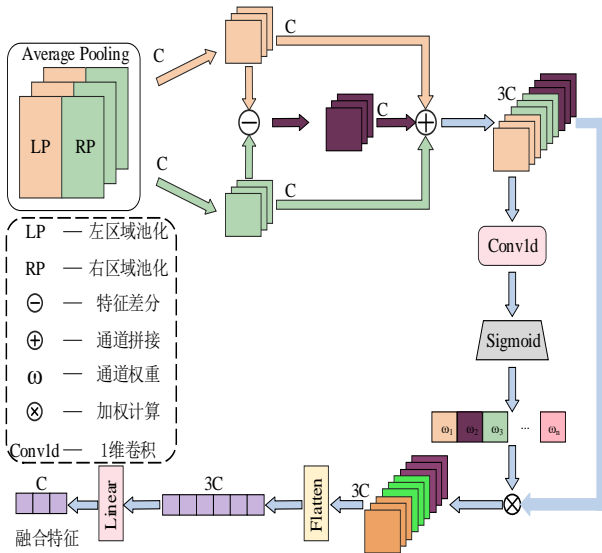 Average Pooling
LP RP
C
C
C
C
C
3C
LP — 左区域池化
RP — 右区域池化
⊖ — 特征差分
⊕ — 通道拼接
ω — 通道权重
⊗ — 加权计算
Conv1d — 1维卷积
Conv1d
Sigmoid
ω₁ ω₂ ω₃ ... ωₙ
3C
Flatten
3C
Linear
C
融合特征